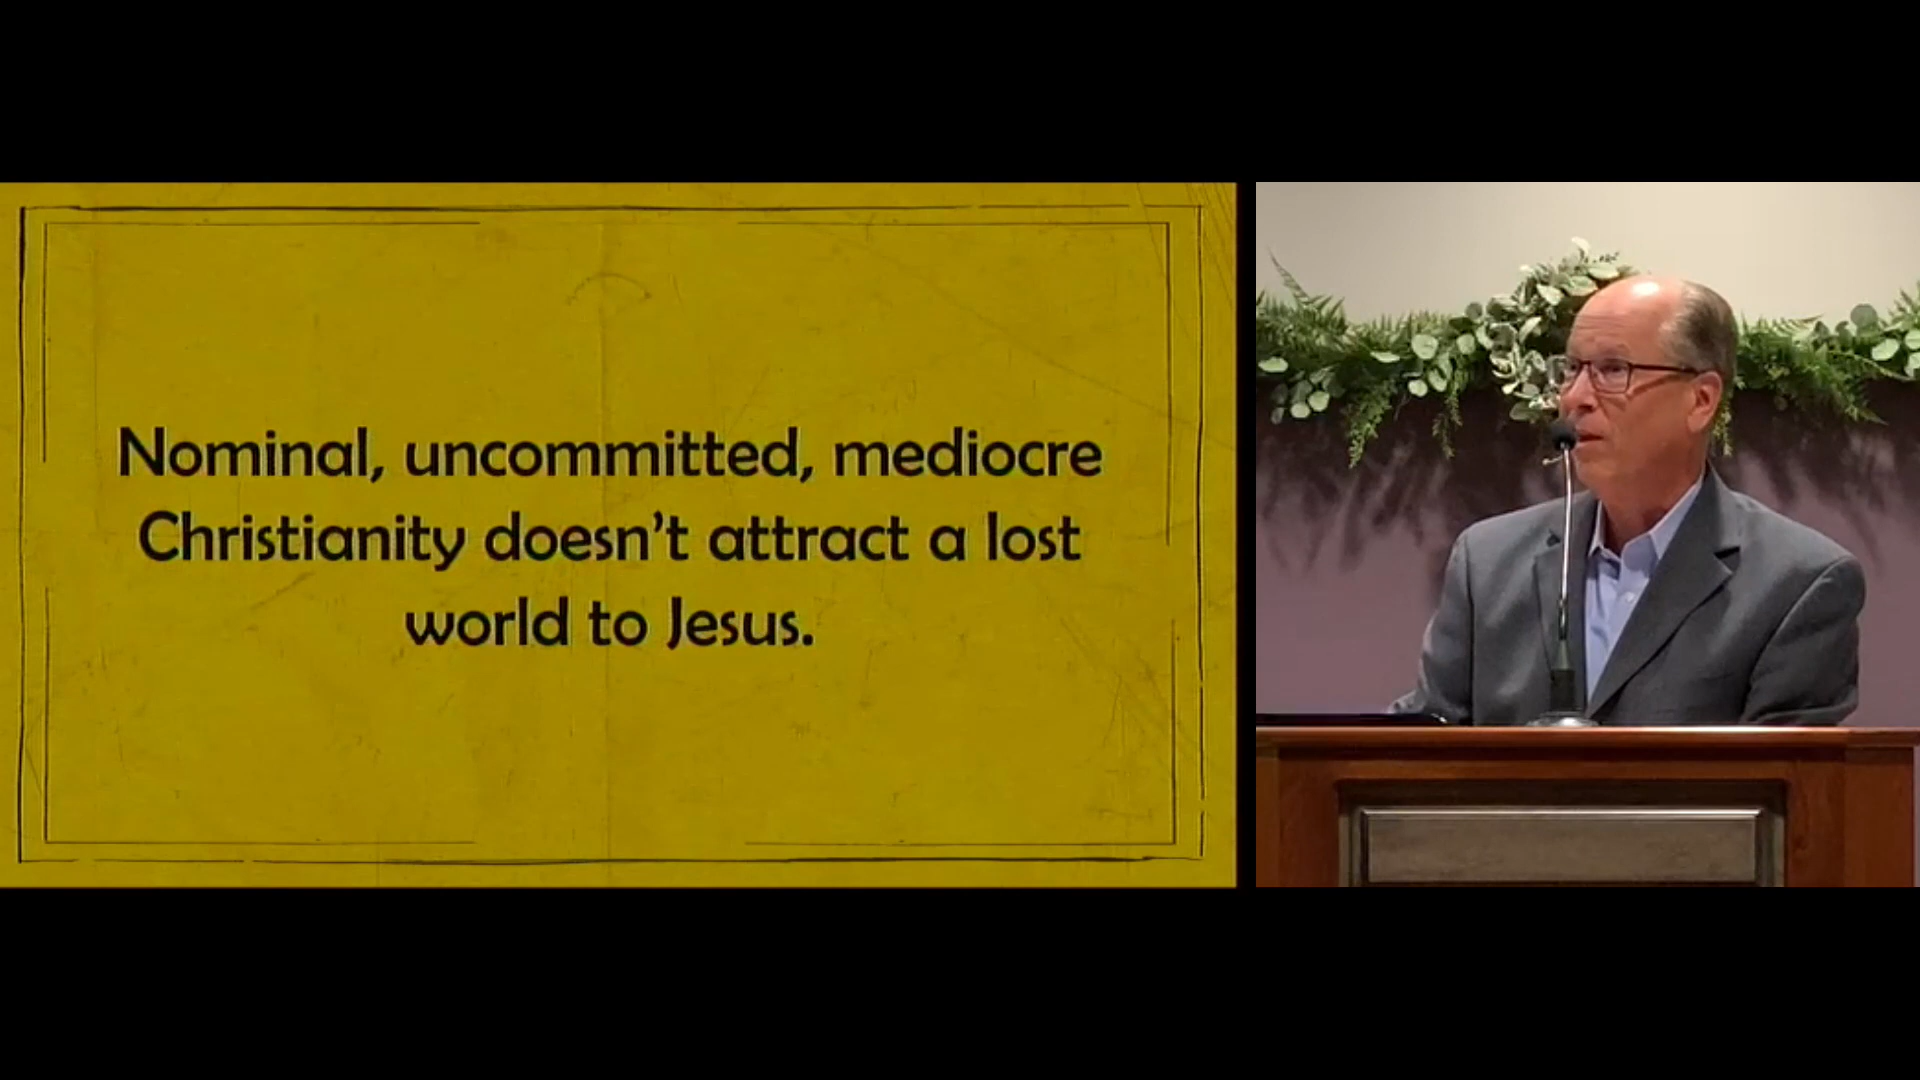 Nominal, uncommitted, mediocre
Christianity doesn’t attract a lost
world to Jesus.